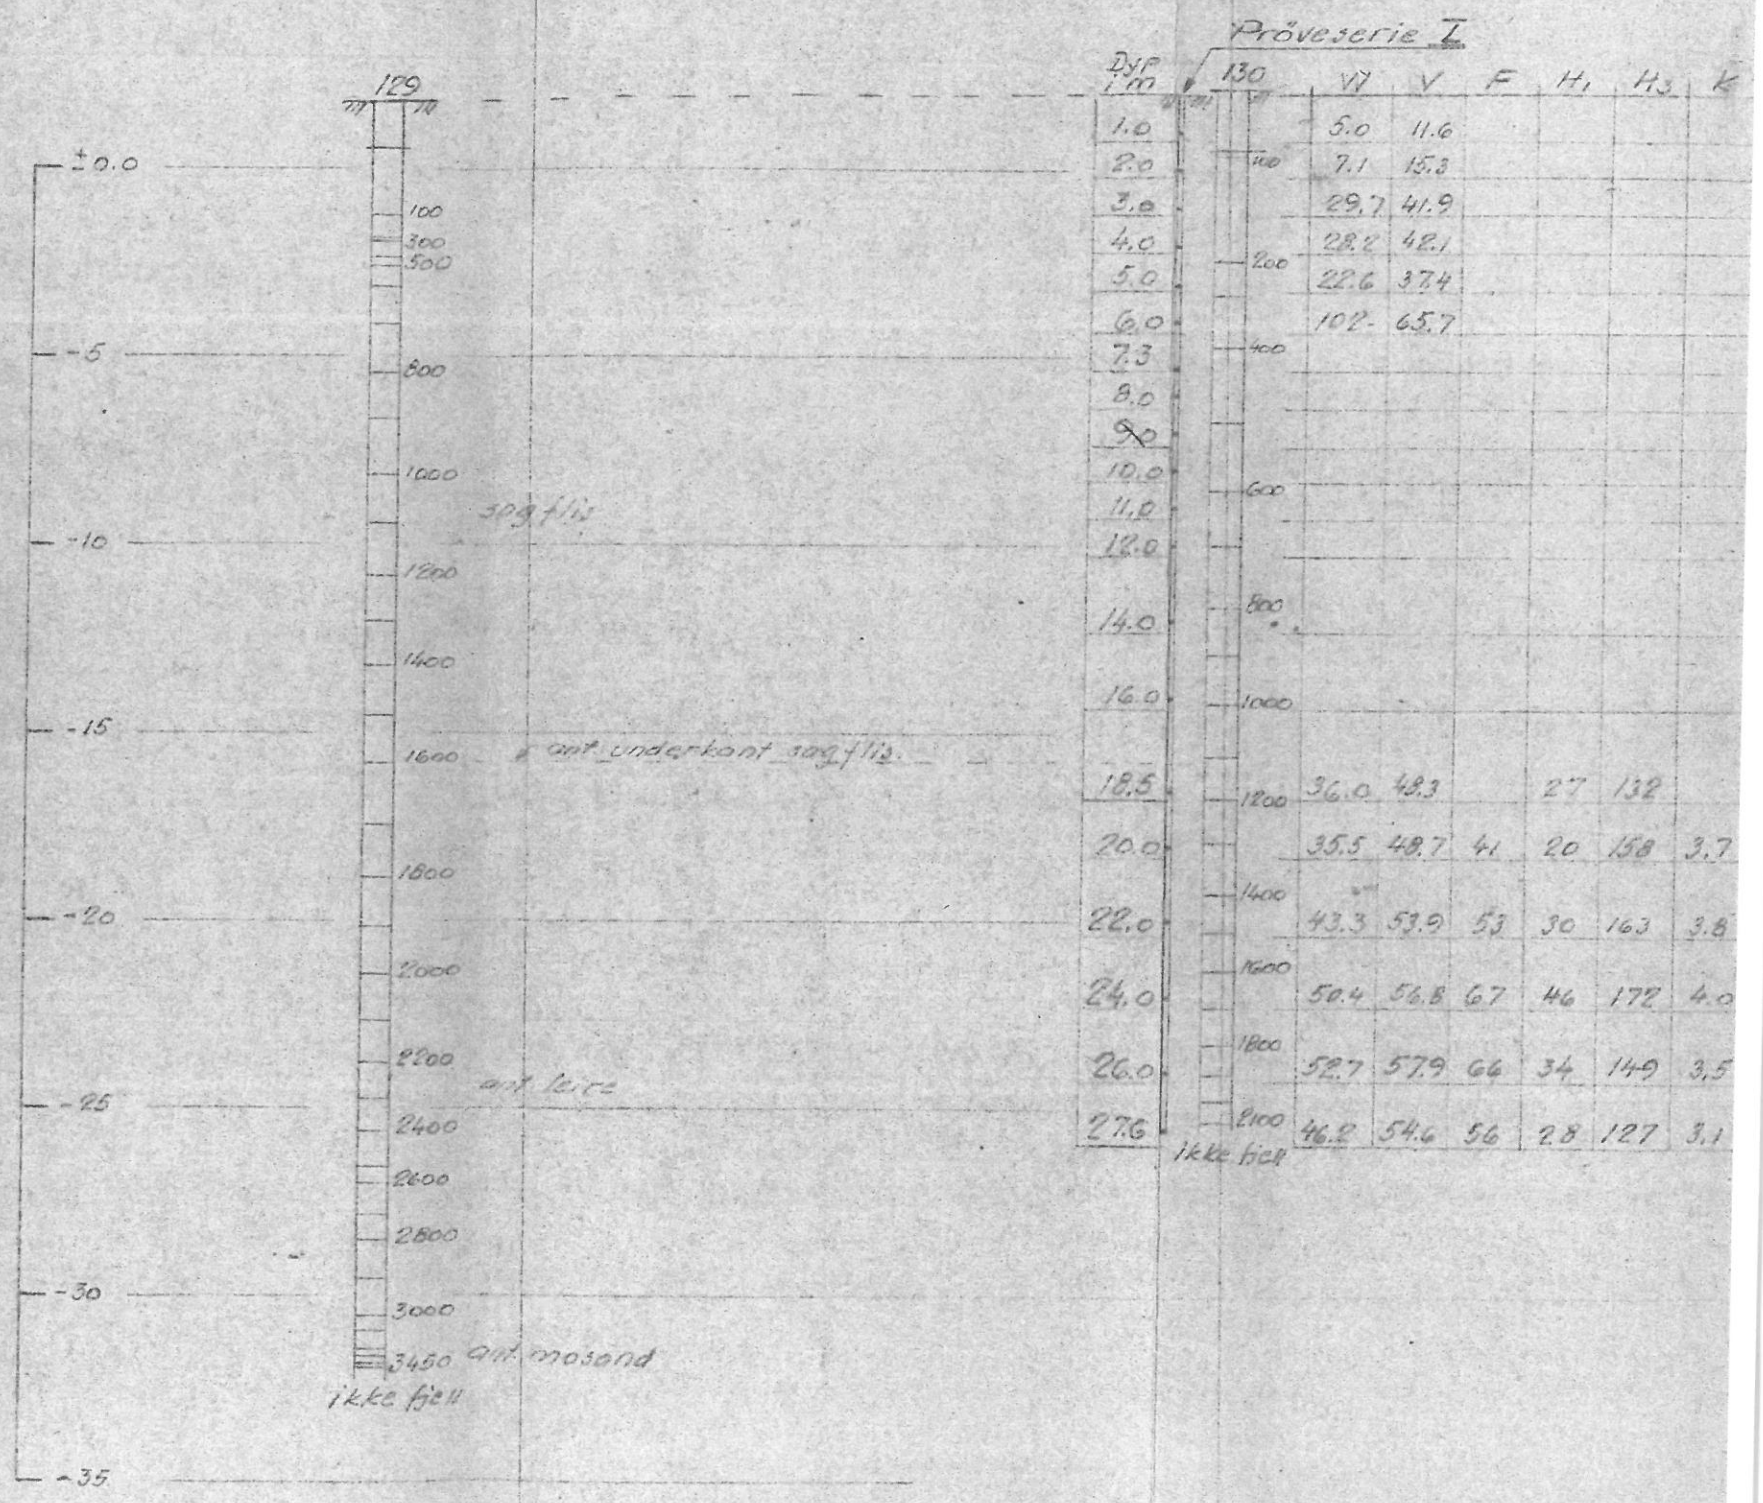 Pröveserie I
129
Dyp i m
130 W V F H₁ H₃ K
±0.0
-5
-10
-15
-20
-25
-30
-35
100
300
500
800
1000
1200
1400
1600
1800
2000
2200
2400
2600
2800
3000
3450
ikke fjell
sagflis
ant. underkant sagflis.
ant leire
ant. mosand
1.0 5.0 11.6
2.0 7.1 15.3
3.0 29.7 41.9
4.0 28.2 42.1
5.0 22.6 37.4
6.0 102- 65.7
7.3
8.0
9.0
10.0
11.0
12.0
14.0
16.0
18.5 36.0 48.3 27 132
20.0 35.5 48.7 41 20 158 3.7
22.0 43.3 53.9 53 30 163 3.8
24.0 50.4 56.8 67 46 172 4.0
26.0 52.7 57.9 66 34 149 3.5
27.6 46.2 54.6 56 28 127 3.1
100
200
400
600
800
1000
1200
1400
1600
1800
2100
ikke fjell